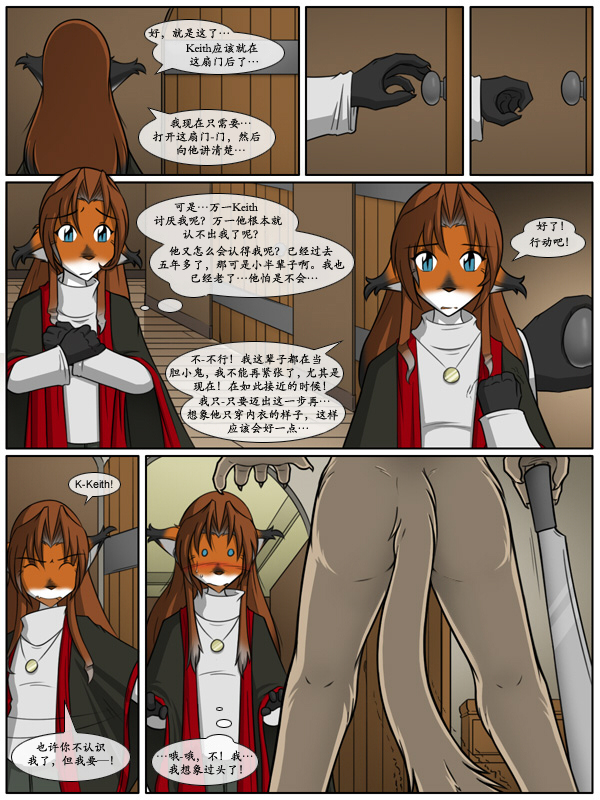 好，就是这了…
Keith应该就在
这扇门后了…
我现在只需要…
打开这扇门-门，然后
向他讲清楚…
可是…万一Keith
讨厌我呢？万一他根本就
认不出我了呢？
他又怎么会认得我呢？已经过去
五年多了，那可是小半辈子啊。我也
已经老了…他怕是不会…
不-不行！我这辈子都在当
胆小鬼，我不能再紧张了，尤其是
现在！在如此接近的时候！
我只-只要迈出这一步再…
想象他只穿内衣的样子，这样
应该会好一点…
好了！
行动吧！
K-Keith!
也许你不认识
我了，但我要—！
…哦-哦，不！我…
我想象过头了！